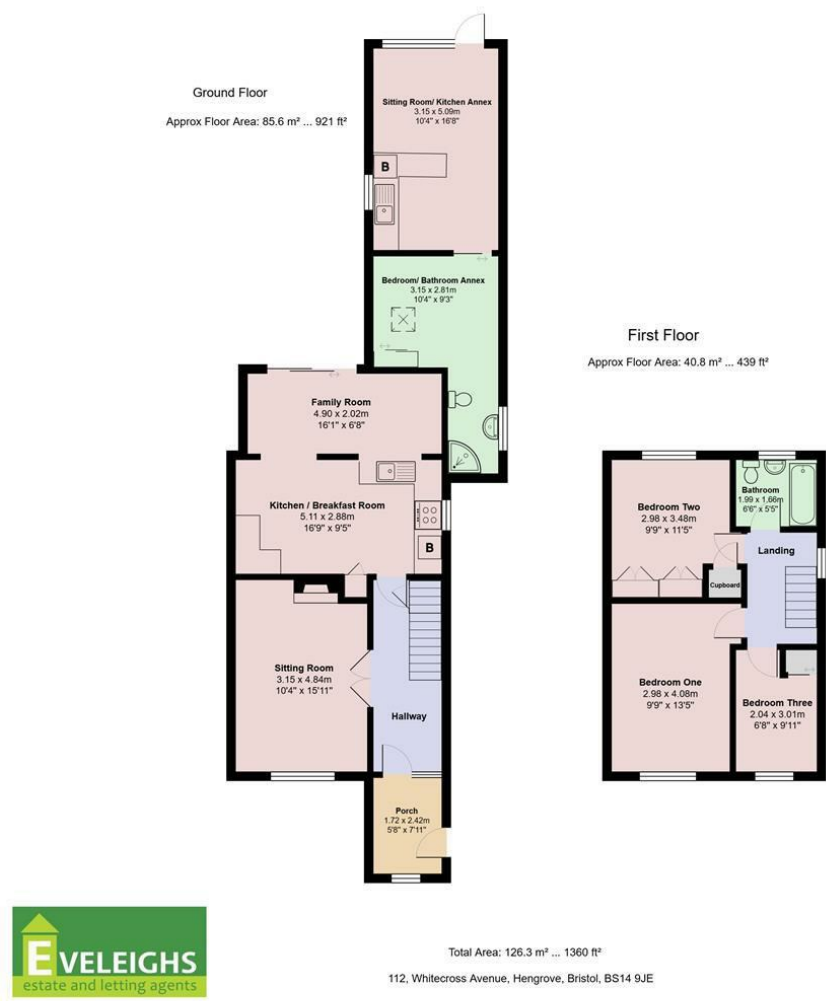 Ground Floor
Approx Floor Area: 85.6 m² ... 921 ft²
Sitting Room/ Kitchen Annex
3.15 x 5.09m
10'4" x 16'8"
B
Bedroom/ Bathroom Annex
3.15 x 2.81m
10'4" x 9'3"
Family Room
4.90 x 2.02m
16'1" x 6'8"
Kitchen / Breakfast Room
5.11 x 2.88m
16'9" x 9'5"
B
Sitting Room
3.15 x 4.84m
10'4" x 15'11"
Hallway
Porch
1.72 x 2.42m
5'8" x 7'11"
First Floor
Approx Floor Area: 40.8 m² ... 439 ft²
Bedroom Two
2.98 x 3.48m
9'9" x 11'5"
Bathroom
1.99 x 1.66m
6'6" x 5'5"
Landing
Cupboard
Bedroom One
2.98 x 4.08m
9'9" x 13'5"
Bedroom Three
2.04 x 3.01m
6'8" x 9'11"
EVELEIGHS
estate and letting agents
Total Area: 126.3 m² ... 1360 ft²
112, Whitecross Avenue, Hengrove, Bristol, BS14 9JE